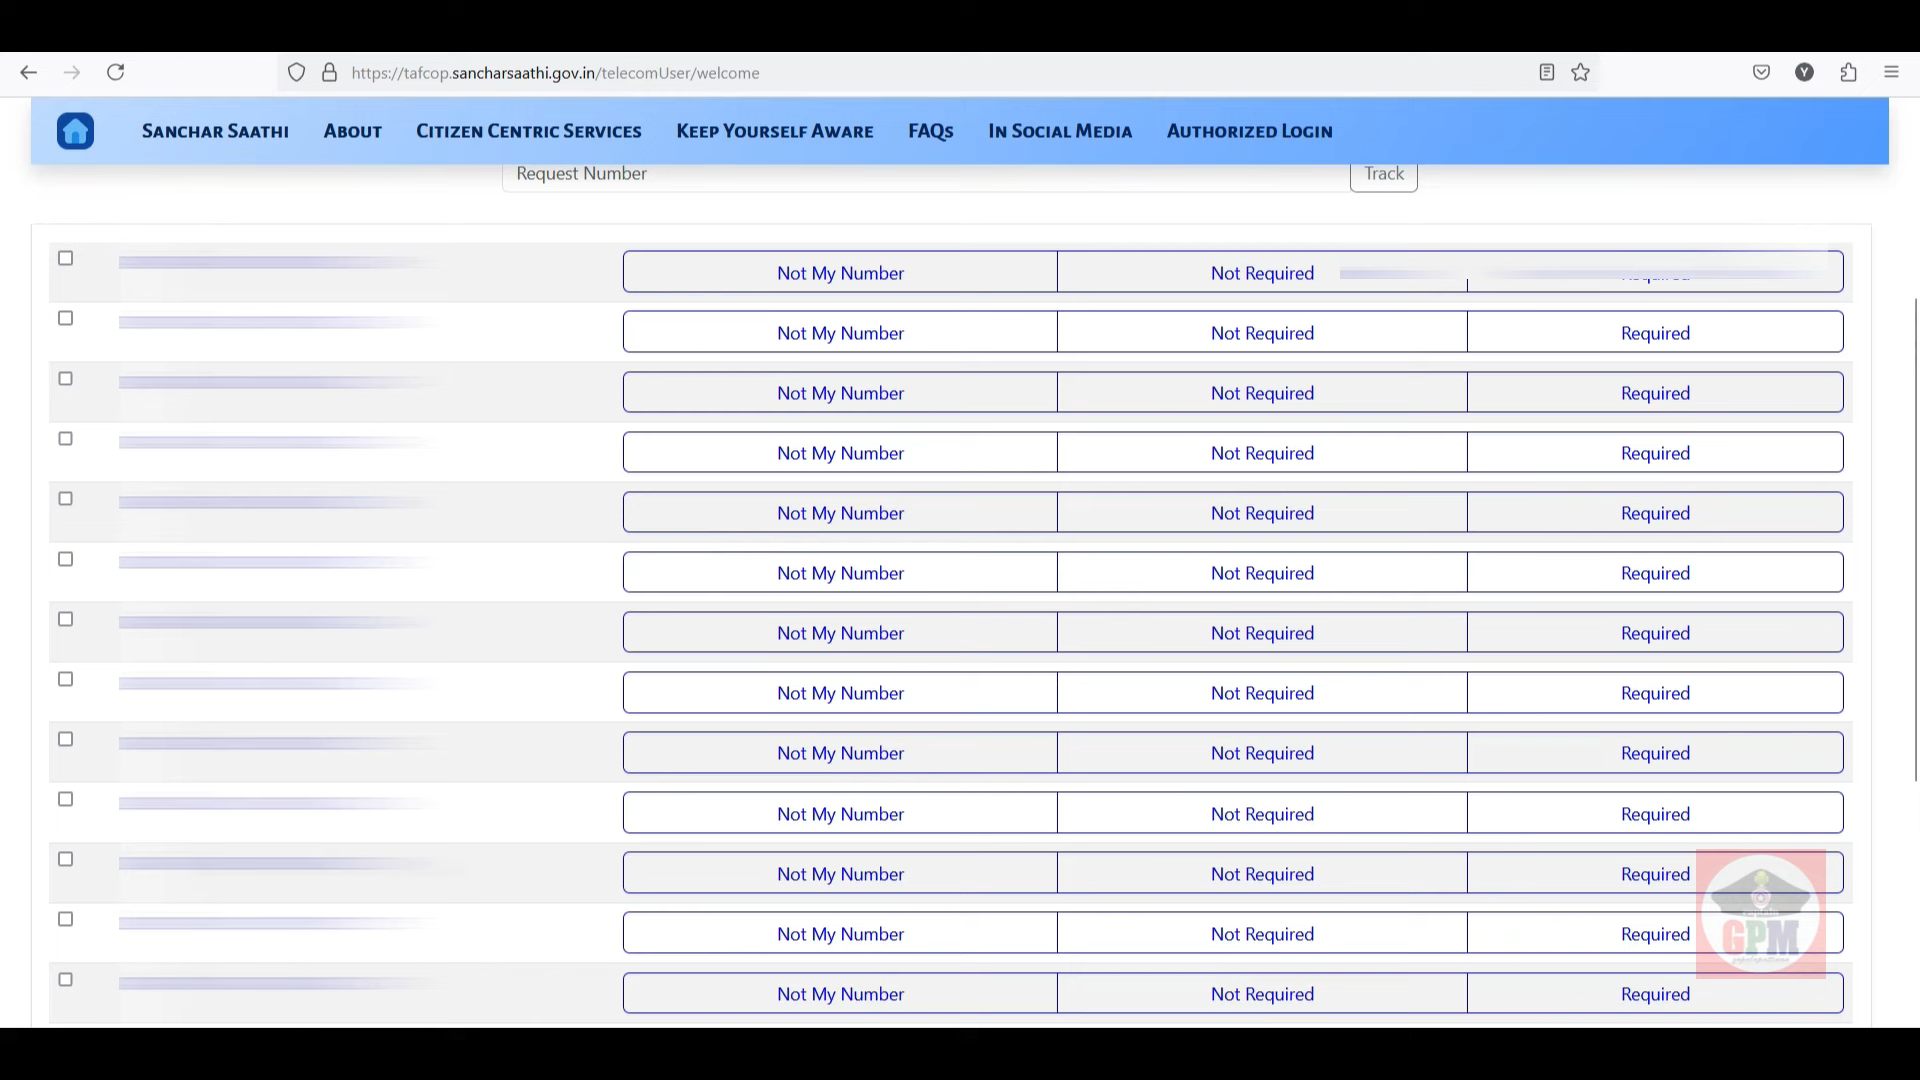 https://tafcop.sancharsaathi.gov.in/telecomUser/welcome
Y
Sanchar Saathi About Citizen Centric Services Keep Yourself Aware FAQs In Social Media Authorized Login
Request Number Track
Not My Number Not Required
Not My Number Not Required Required
Not My Number Not Required Required
Not My Number Not Required Required
Not My Number Not Required Required
Not My Number Not Required Required
Not My Number Not Required Required
Not My Number Not Required Required
Not My Number Not Required Required
Not My Number Not Required Required
Not My Number Not Required Required
Not My Number Not Required Required
Not My Number Not Required Required
GPM